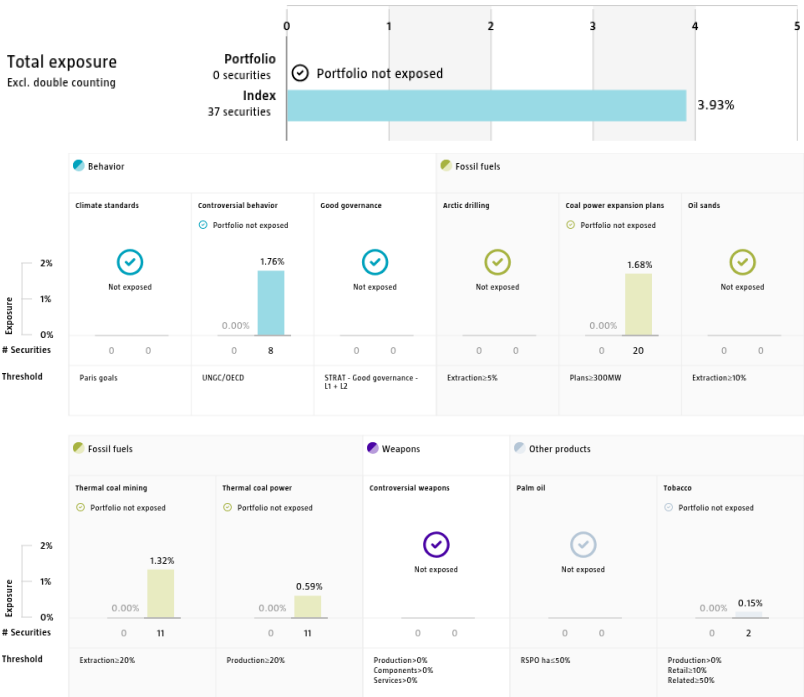 0 1 2 3 4 5
Total exposure
Excl. double counting
Portfolio
0 securities
Portfolio not exposed
Index
37 securities
3.93%
Behavior
Fossil fuels
Climate standards
Controversial behavior
Good governance
Arctic drilling
Coal power expansion plans
Oil sands
Portfolio not exposed
Portfolio not exposed
Not exposed
1.76%
Not exposed
Not exposed
1.68%
Not exposed
0.00%
0.00%
Exposure
2%
1%
0%
# Securities 0 0 0 8 0 0 0 0 0 20 0 0
Threshold
Paris goals
UNGC/OECD
STRAT - Good governance -
L1 + L2
Extraction≥5%
Plans≥300MW
Extraction≥10%
Fossil fuels
Weapons
Other products
Thermal coal mining
Thermal coal power
Controversial weapons
Palm oil
Tobacco
Portfolio not exposed
Portfolio not exposed
Portfolio not exposed
1.32%
0.59%
Not exposed
Not exposed
0.15%
0.00%
0.00%
0.00%
Exposure
2%
1%
0%
# Securities 0 11 0 11 0 0 0 0 0 2
Threshold
Extraction≥20%
Production≥20%
Production>0%
Components>0%
Services>0%
RSPO ha≤50%
Production>0%
Retail≥10%
Related≥50%